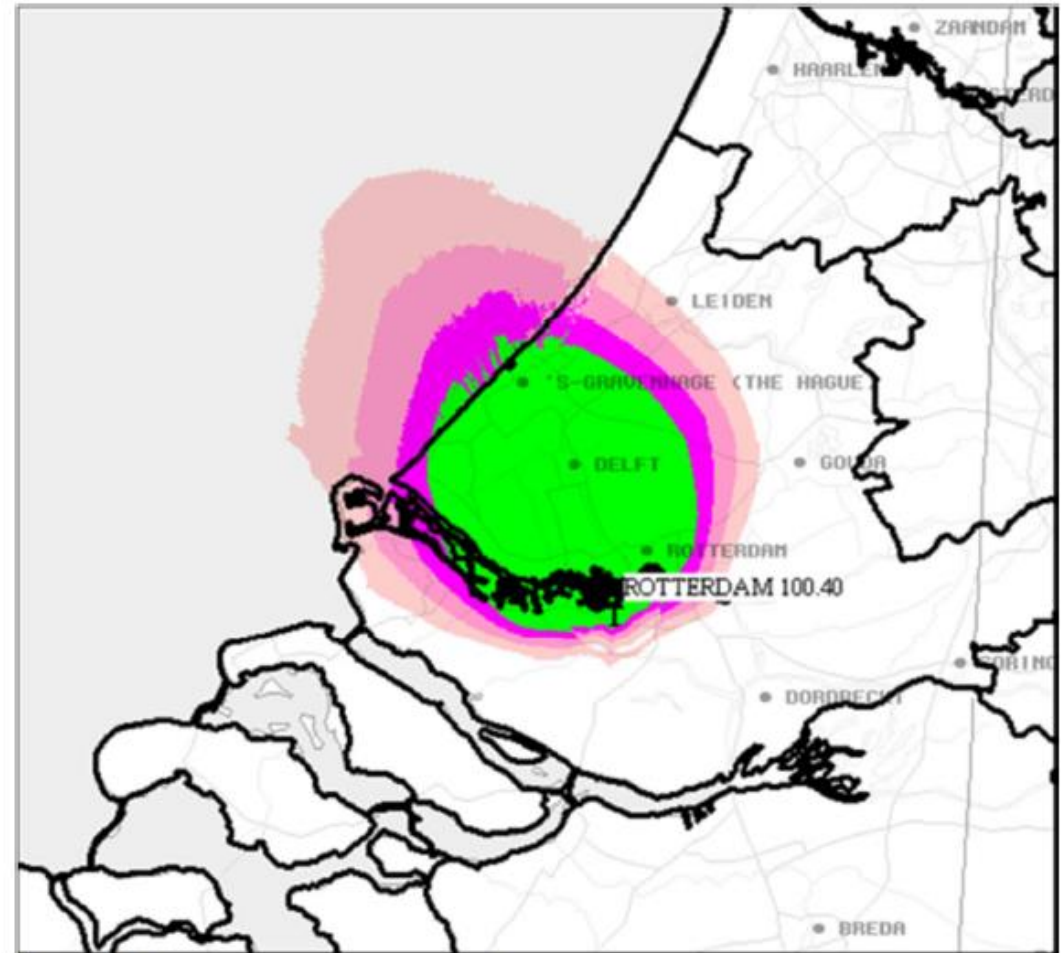 ZAANDAM
HAARLEM
LEIDEN
'S-GRAVENHAGE (THE HAGUE)
DELFT
GOUDA
ROTTERDAM
ROTTERDAM 100.40
DORDRECHT
BREDA